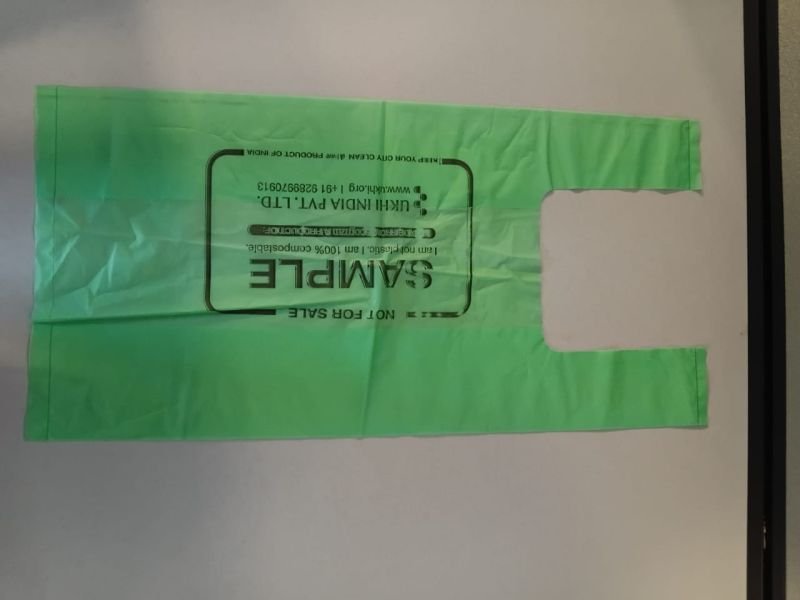 NOT FOR SALE
SAMPLE
I am not plastic. I am 100% compostable.
UKHI INDIA PVT. LTD.
www.ukhi.org | +91 9289970913
KEEP YOUR CITY CLEAN PRODUCT OF INDIA